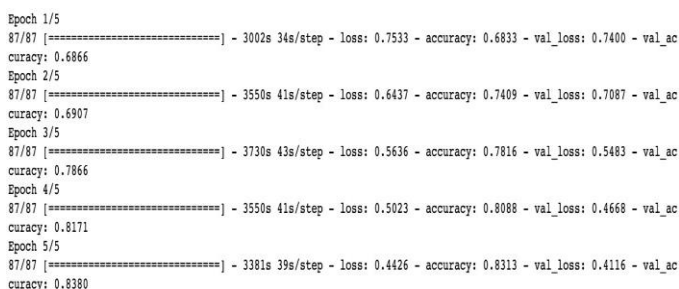 Epoch 1/5
87/87 [==============================] - 3002s 34s/step - loss: 0.7533 - accuracy: 0.6833 - val_loss: 0.7400 - val_ac
curacy: 0.6866
Epoch 2/5
87/87 [==============================] - 3550s 41s/step - loss: 0.6437 - accuracy: 0.7409 - val_loss: 0.7087 - val_ac
curacy: 0.6907
Epoch 3/5
87/87 [==============================] - 3730s 43s/step - loss: 0.5636 - accuracy: 0.7816 - val_loss: 0.5483 - val_ac
curacy: 0.7866
Epoch 4/5
87/87 [==============================] - 3550s 41s/step - loss: 0.5023 - accuracy: 0.8088 - val_loss: 0.4668 - val_ac
curacy: 0.8171
Epoch 5/5
87/87 [==============================] - 3381s 39s/step - loss: 0.4426 - accuracy: 0.8313 - val_loss: 0.4116 - val_ac
curacy: 0.8380